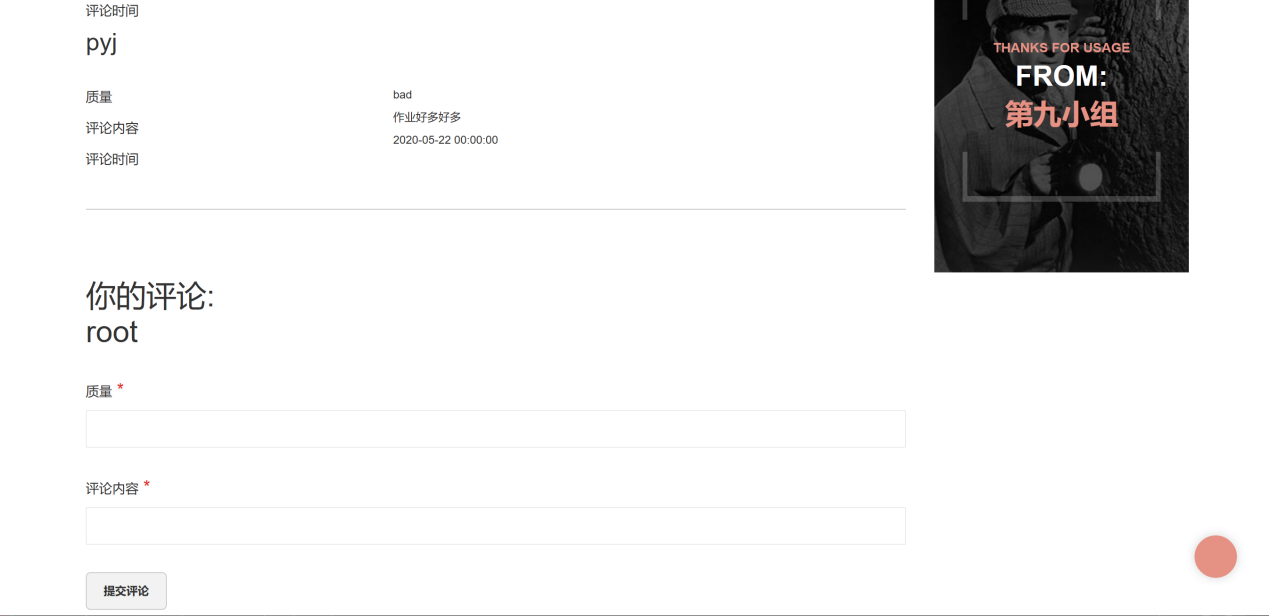 评论时间
pyj
质量
bad
评论内容
作业好多好多
评论时间
2020-05-22 00:00:00
你的评论:
root
质量 *
评论内容 *
提交评论
THANKS FOR USAGE
FROM:
第九小组